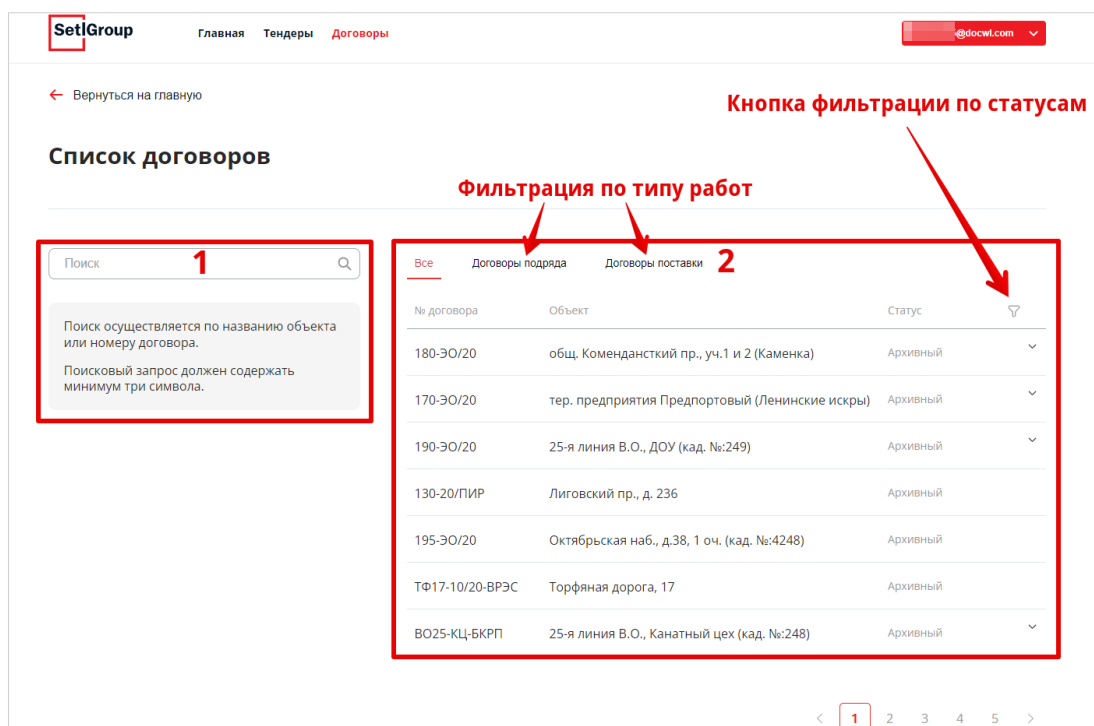 SetlGroup
Главная Тендеры Договоры
@docwl.com
Вернуться на главную
Кнопка фильтрации по статусам
Список договоров
Фильтрация по типу работ
Поиск 1
Все Договоры подряда Договоры поставки 2
№ договора Объект Статус
Поиск осуществляется по названию объекта
или номеру договора.
Поисковый запрос должен содержать
минимум три символа.
180-ЭО/20 общ. Комендансткий пр., уч.1 и 2 (Каменка) Архивный
170-ЭО/20 тер. предприятия Предпортовый (Ленинские искры) Архивный
190-ЭО/20 25-я линия В.О., ДОУ (кад. №:249) Архивный
130-20/ПИР Лиговский пр., д. 236 Архивный
195-ЭО/20 Октябрьская наб., д.38, 1 оч. (кад. №:4248) Архивный
ТФ17-10/20-ВРЭС Торфяная дорога, 17 Архивный
ВО25-КЦ-БКРП 25-я линия В.О., Канатный цех (кад. №:248) Архивный
< 1 2 3 4 5 >